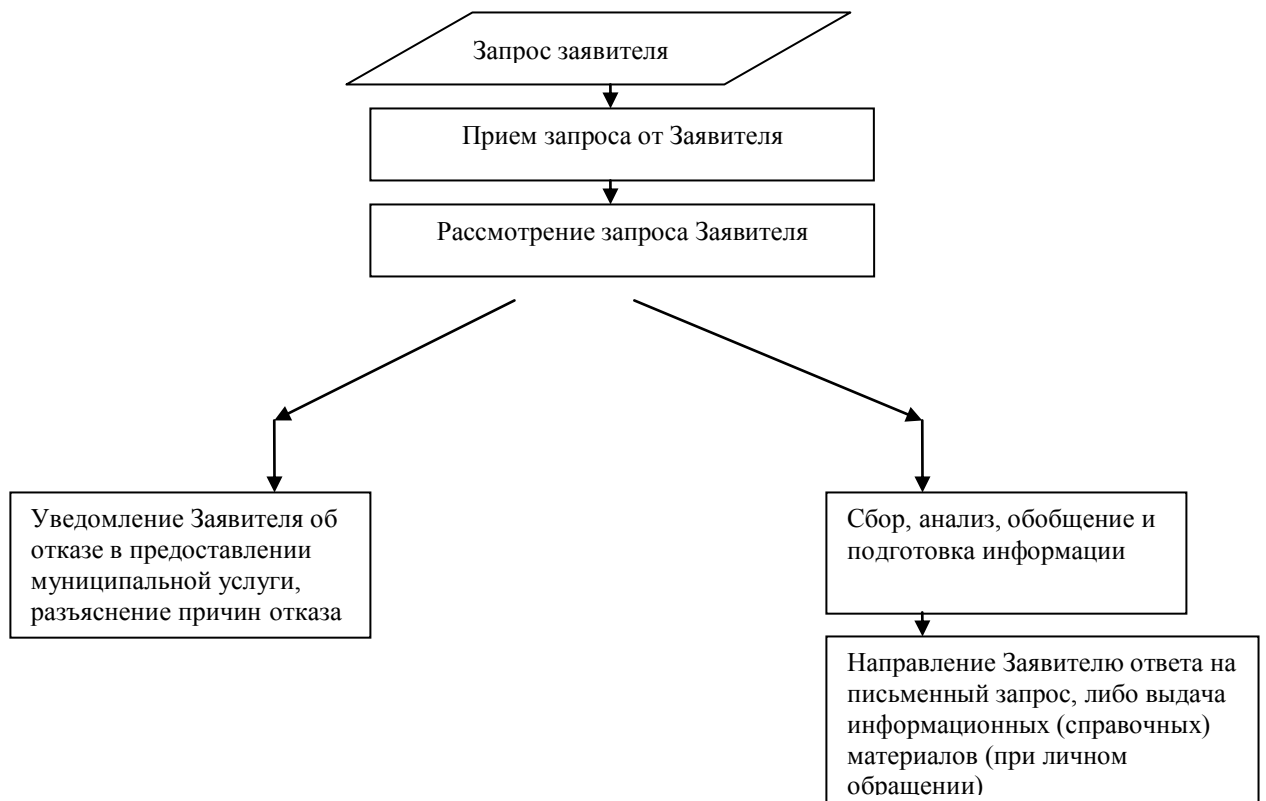 Запрос заявителя
Прием запроса от Заявителя
Рассмотрение запроса Заявителя
Уведомление Заявителя об
отказе в предоставлении
муниципальной услуги,
разъяснение причин отказа
Сбор, анализ, обобщение и
подготовка информации
Направление Заявителю ответа на
письменный запрос, либо выдача
информационных (справочных)
материалов (при личном
обращении)